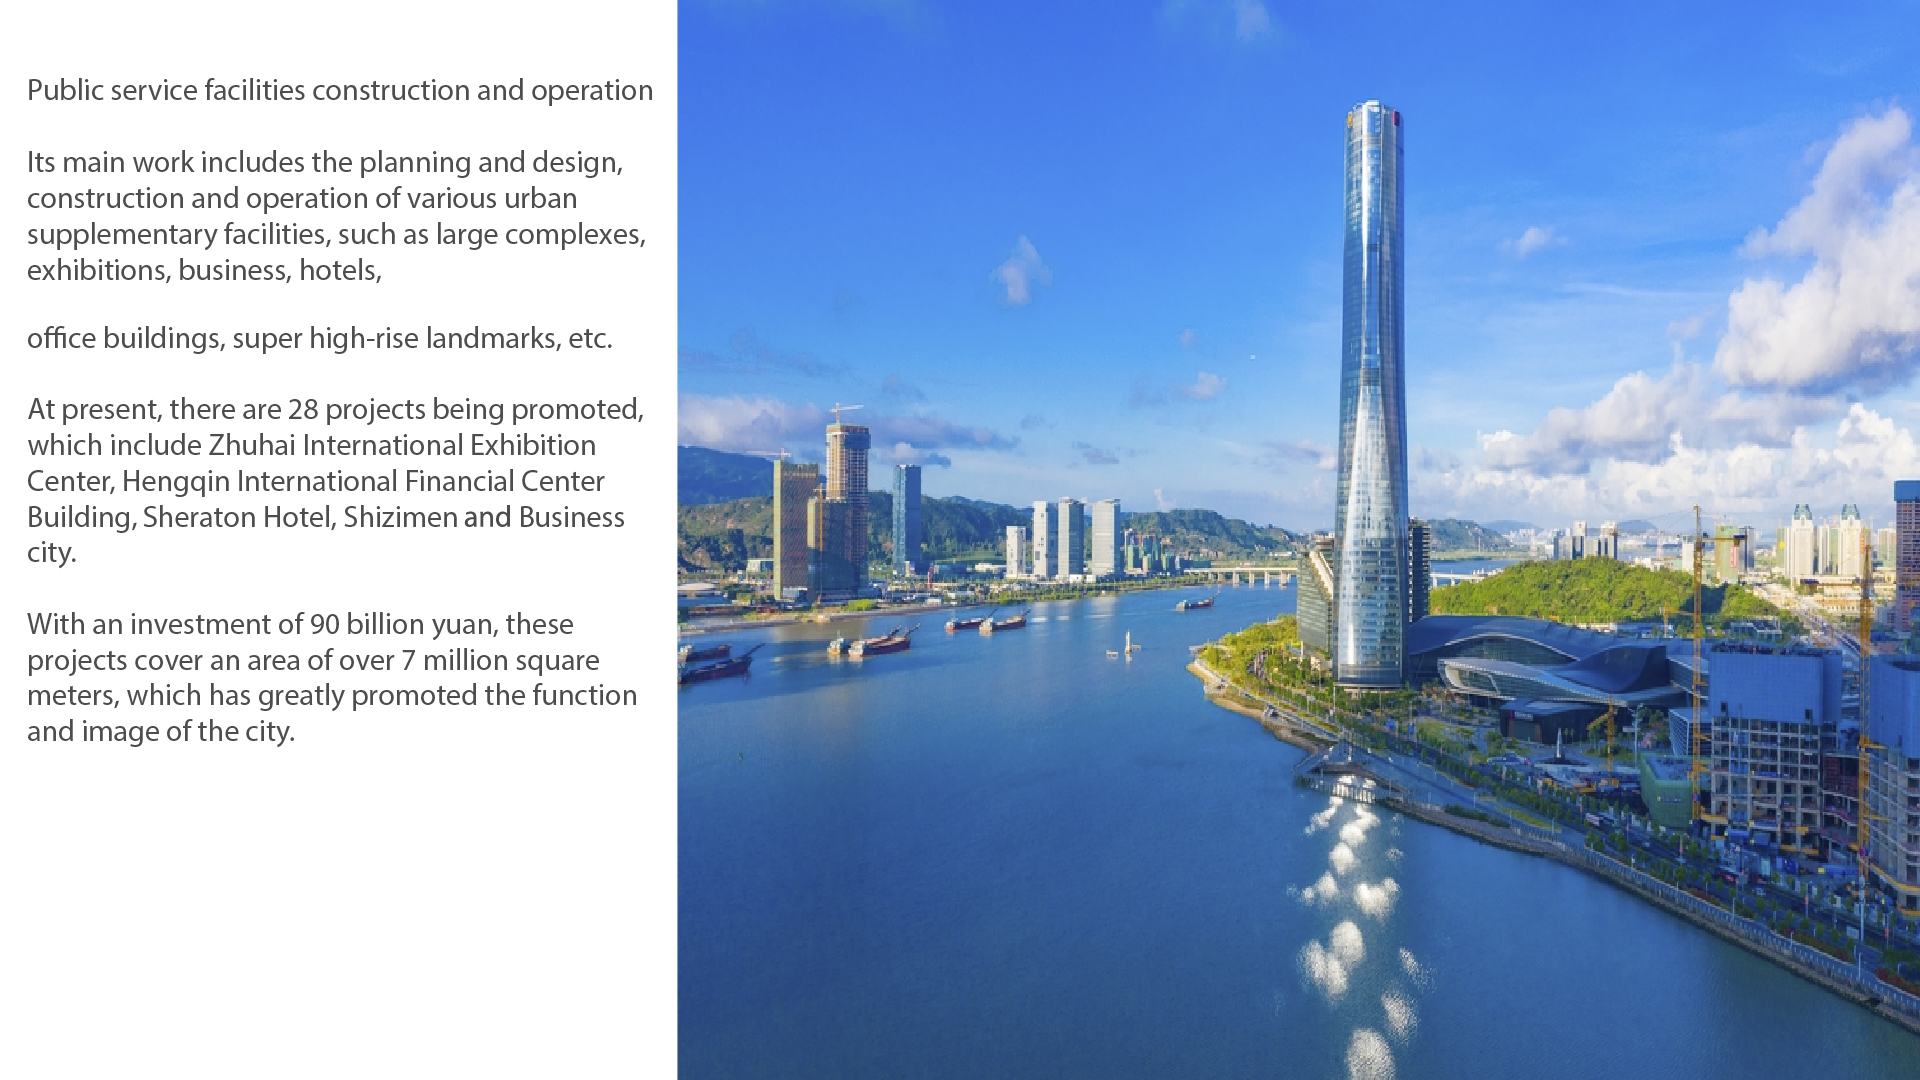 Public service facilities construction and operation
Its main work includes the planning and design,
construction and operation of various urban
supplementary facilities, such as large complexes,
exhibitions, business, hotels,
office buildings, super high-rise landmarks, etc.
At present, there are 28 projects being promoted,
which include Zhuhai International Exhibition
Center, Hengqin International Financial Center
Building, Sheraton Hotel, Shizimen and Business
city.
With an investment of 90 billion yuan, these
projects cover an area of over 7 million square
meters, which has greatly promoted the function
and image of the city.